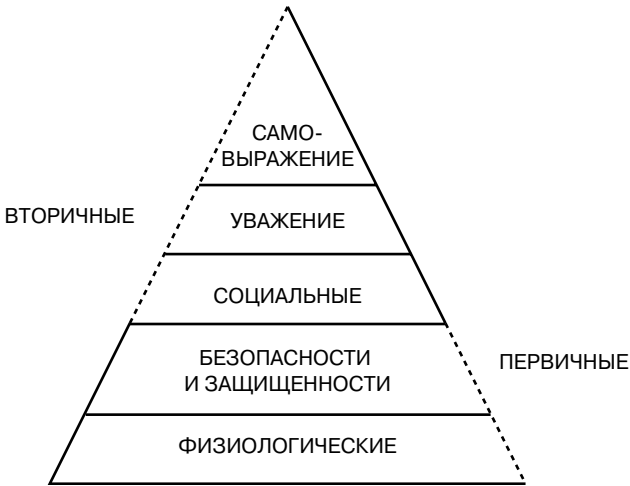 САМО-
ВЫРАЖЕНИЕ
ВТОРИЧНЫЕ
УВАЖЕНИЕ
СОЦИАЛЬНЫЕ
БЕЗОПАСНОСТИ
И ЗАЩИЩЕННОСТИ
ПЕРВИЧНЫЕ
ФИЗИОЛОГИЧЕСКИЕ